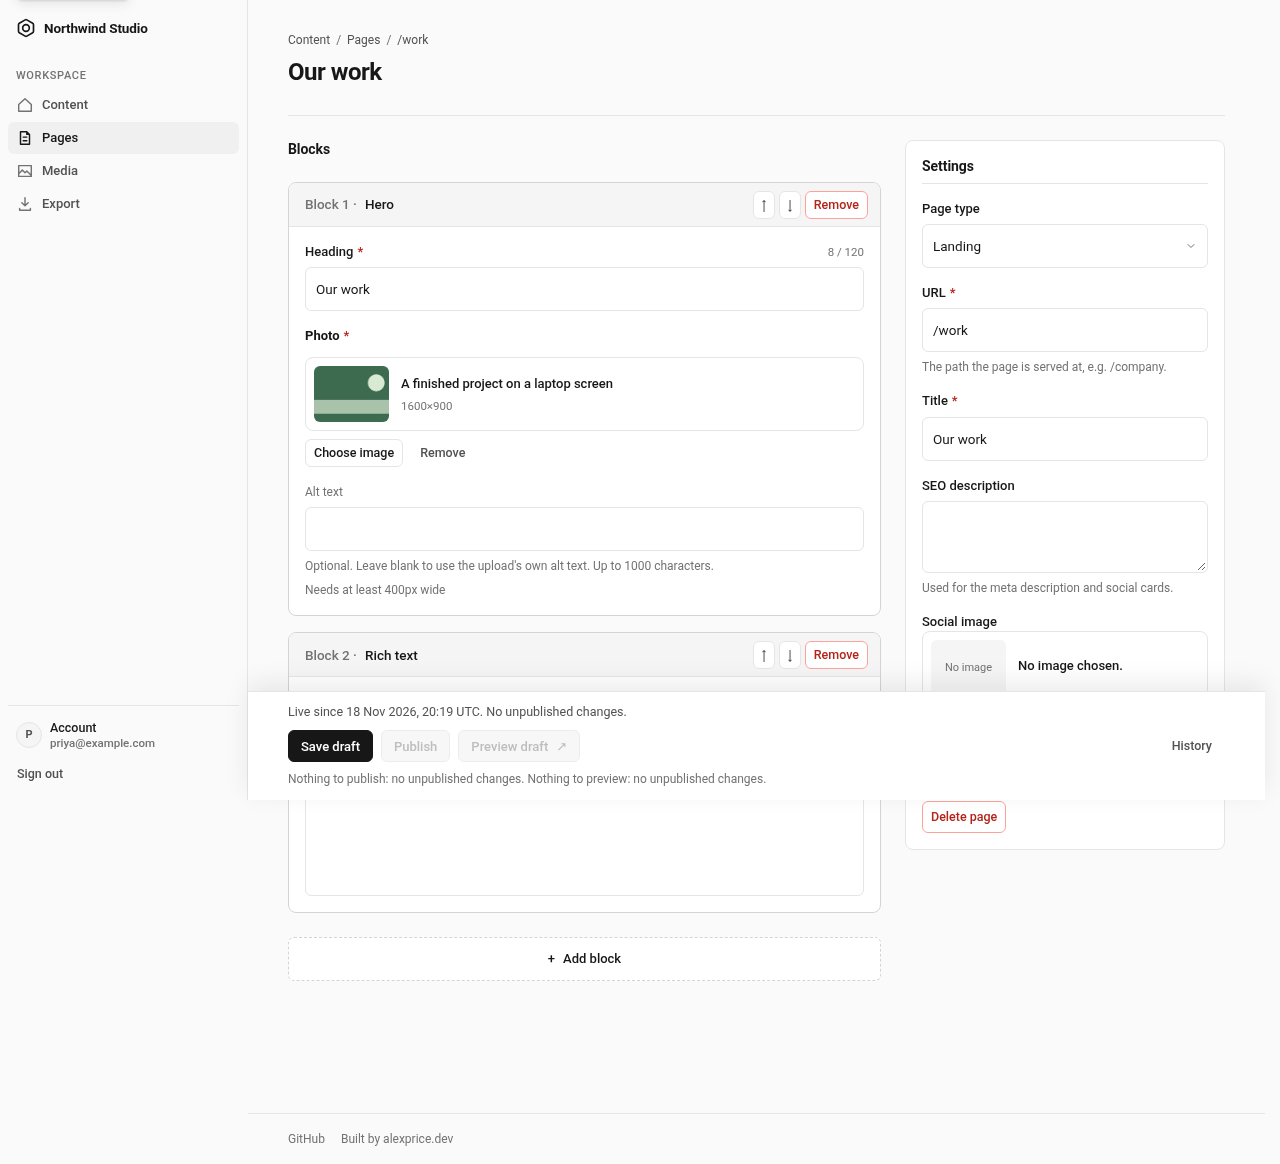 Northwind Studio
WORKSPACE
Content
Pages
Media
Export
Account
P
priya@example.com
Sign out
Content / Pages / /work
Our work
Blocks
Block 1 · Hero
↑ ↓ Remove
Heading *
8 / 120
Our work
Photo *
A finished project on a laptop screen
1600×900
Choose image
Remove
Alt text
Optional. Leave blank to use the upload's own alt text. Up to 1000 characters.
Needs at least 400px wide
Block 2 · Rich text
↑ ↓ Remove
Settings
Page type
Landing
URL *
/work
The path the page is served at, e.g. /company.
Title *
Our work
SEO description
Used for the meta description and social cards.
Social image
No image
No image chosen.
Live since 18 Nov 2026, 20:19 UTC. No unpublished changes.
Save draft
Publish
Preview draft ↗
History
Nothing to publish: no unpublished changes. Nothing to preview: no unpublished changes.
Delete page
+ Add block
GitHub
Built by alexprice.dev